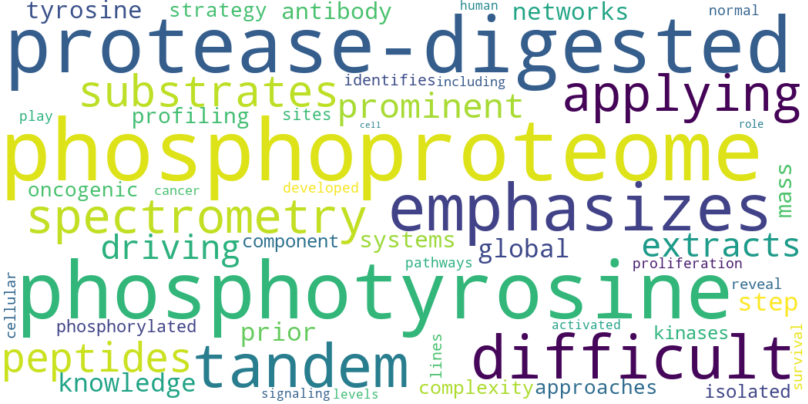 tyrosine strategy antibody human networks normal
protease-digested
substrates identifies including applying
play profiling sites prominent
phosphoproteome cell role
oncogenic cancer developed emphasizes mass
spectrometry
driving component systems global extracts
phosphotyrosine pathways proliferation
cellular reveal
phosphorylated prior step
activated kinases
peptides tandem lines difficult survival
knowledge signaling levels complexity approaches isolated